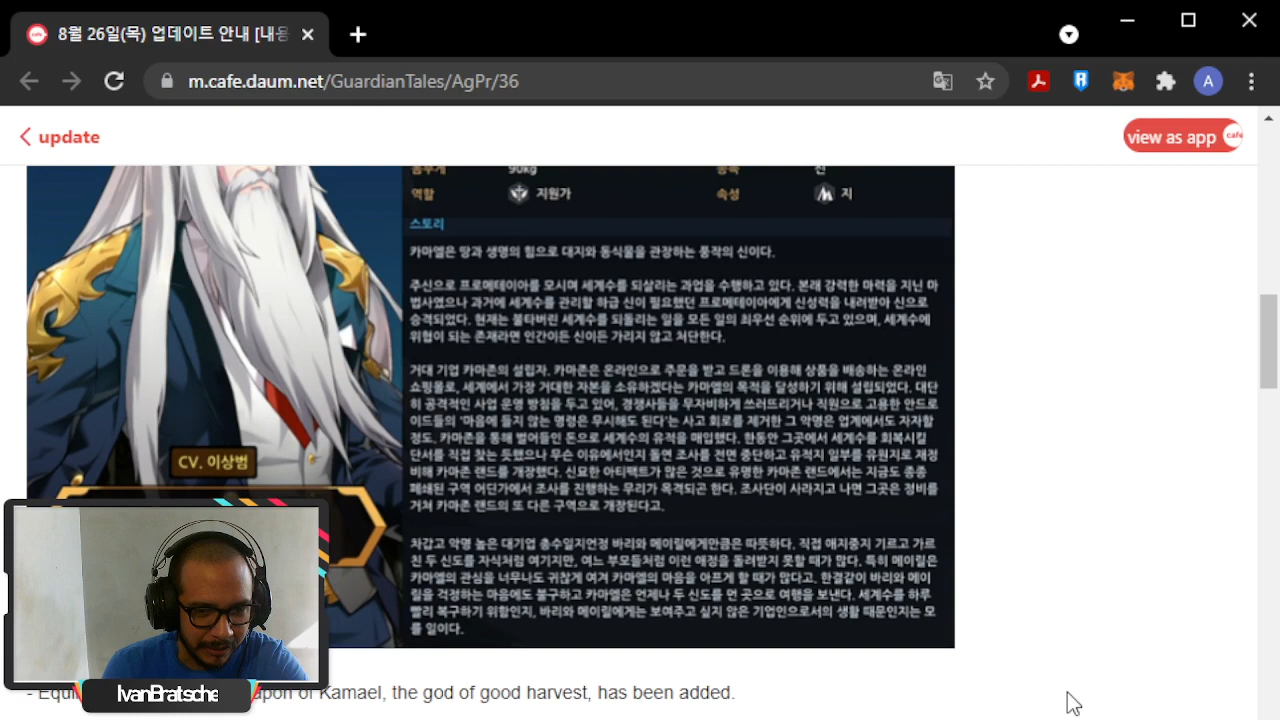 8월 26일(목) 업데이트 안내 [내용
m.cafe.daum.net/GuardianTales/AgPr/36
A
update
view as app cafe
몸무게 90kg 종족 신
역할 지원가 속성 지
스토리
카마엘은 땅과 생명의 힘으로 대지와 동식물을 관장하는 풍작의 신이다.
주신으로 프로메테이아를 모시며 세계수를 되살리는 과업을 수행하고 있다. 본래 강력한 마력을 지닌 마
법사였으나 과거에 세계수를 관리할 하급 신이 필요했던 프로메테이아에게 신성력을 내려받아 신으로
승격되었다. 현재는 불타버린 세계수를 되돌리는 일을 모든 일의 최우선 순위에 두고 있으며, 세계수에
위협이 되는 존재라면 인간이든 신이든 가리지 않고 처단한다.
거대 기업 카마존의 설립자. 카마존은 온라인으로 주문을 받고 드론을 이용해 상품을 배송하는 온라인
쇼핑몰로, 세계에서 가장 거대한 자본을 소유하겠다는 카마엘의 목적을 달성하기 위해 설립되었다. 대단
히 공격적인 사업 운영 방침을 두고 있어, 경쟁사들을 무자비하게 쓰러뜨리거나 직원으로 고용한 안드로
이드들의 '마음에 들지 않는 명령은 무시해도 된다'는 사고 회로를 제거한 그 악명은 업계에서도 자자할
정도. 카마존을 통해 벌어들인 돈으로 세계수의 유적을 매입했다. 한동안 그곳에서 세계수를 회복시킬
단서를 직접 찾는 듯했으나 무슨 이유에서인지 돌연 조사를 전면 중단하고 유적지 일부를 유원지로 재정
비해 카마존 랜드를 개장했다. 신묘한 아티팩트가 많은 것으로 유명한 카마존 랜드에서는 지금도 종종
폐쇄된 구역 어딘가에서 조사를 진행하는 무리가 목격되곤 한다. 조사단이 사라지고 나면 그곳은 정비를
거쳐 카마존 랜드의 또 다른 구역으로 개장된다고.
차갑고 악명 높은 대기업 총수일지언정 바리와 메이릴에게만큼은 따뜻하다. 직접 애지중지 기르고 가르
친 두 신도를 자식처럼 여기지만, 여느 부모들처럼 이런 애정을 돌려받지 못할 때가 많다. 특히 메이릴은
카마엘의 관심을 너무나도 귀찮게 여겨 카마엘의 마음을 아프게 할 때가 많다고. 한결같이 바리와 메이
릴을 걱정하는 마음에도 불구하고 카마엘은 언제나 두 신도를 먼 곳으로 여행을 보낸다. 세계수를 하루
빨리 복구하기 위함인지, 바리와 메이릴에게는 보여주고 싶지 않은 기업인으로서의 생활 때문인지는 모
를 일이다.
CV. 이상범
IvanBratsche
- Equi apon of Kamael, the god of good harvest, has been added.